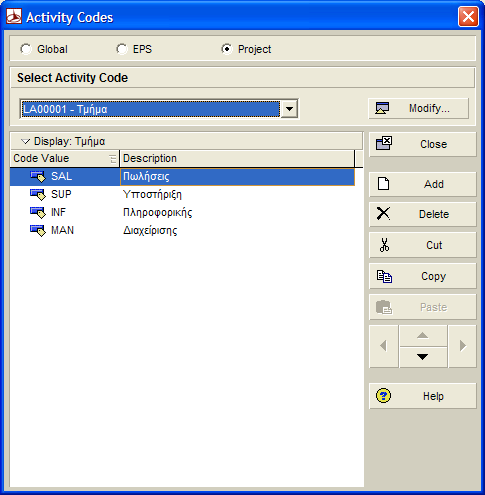 Activity Codes
Global EPS Project
Select Activity Code
LA00001 - Τμήμα Modify...
Display: Τμήμα Close
Code Value Description
SAL Πωλήσεις
SUP Υποστήριξη Add
INF Πληροφορικής Delete
MAN Διαχείρισης Cut
Copy
Paste
Help